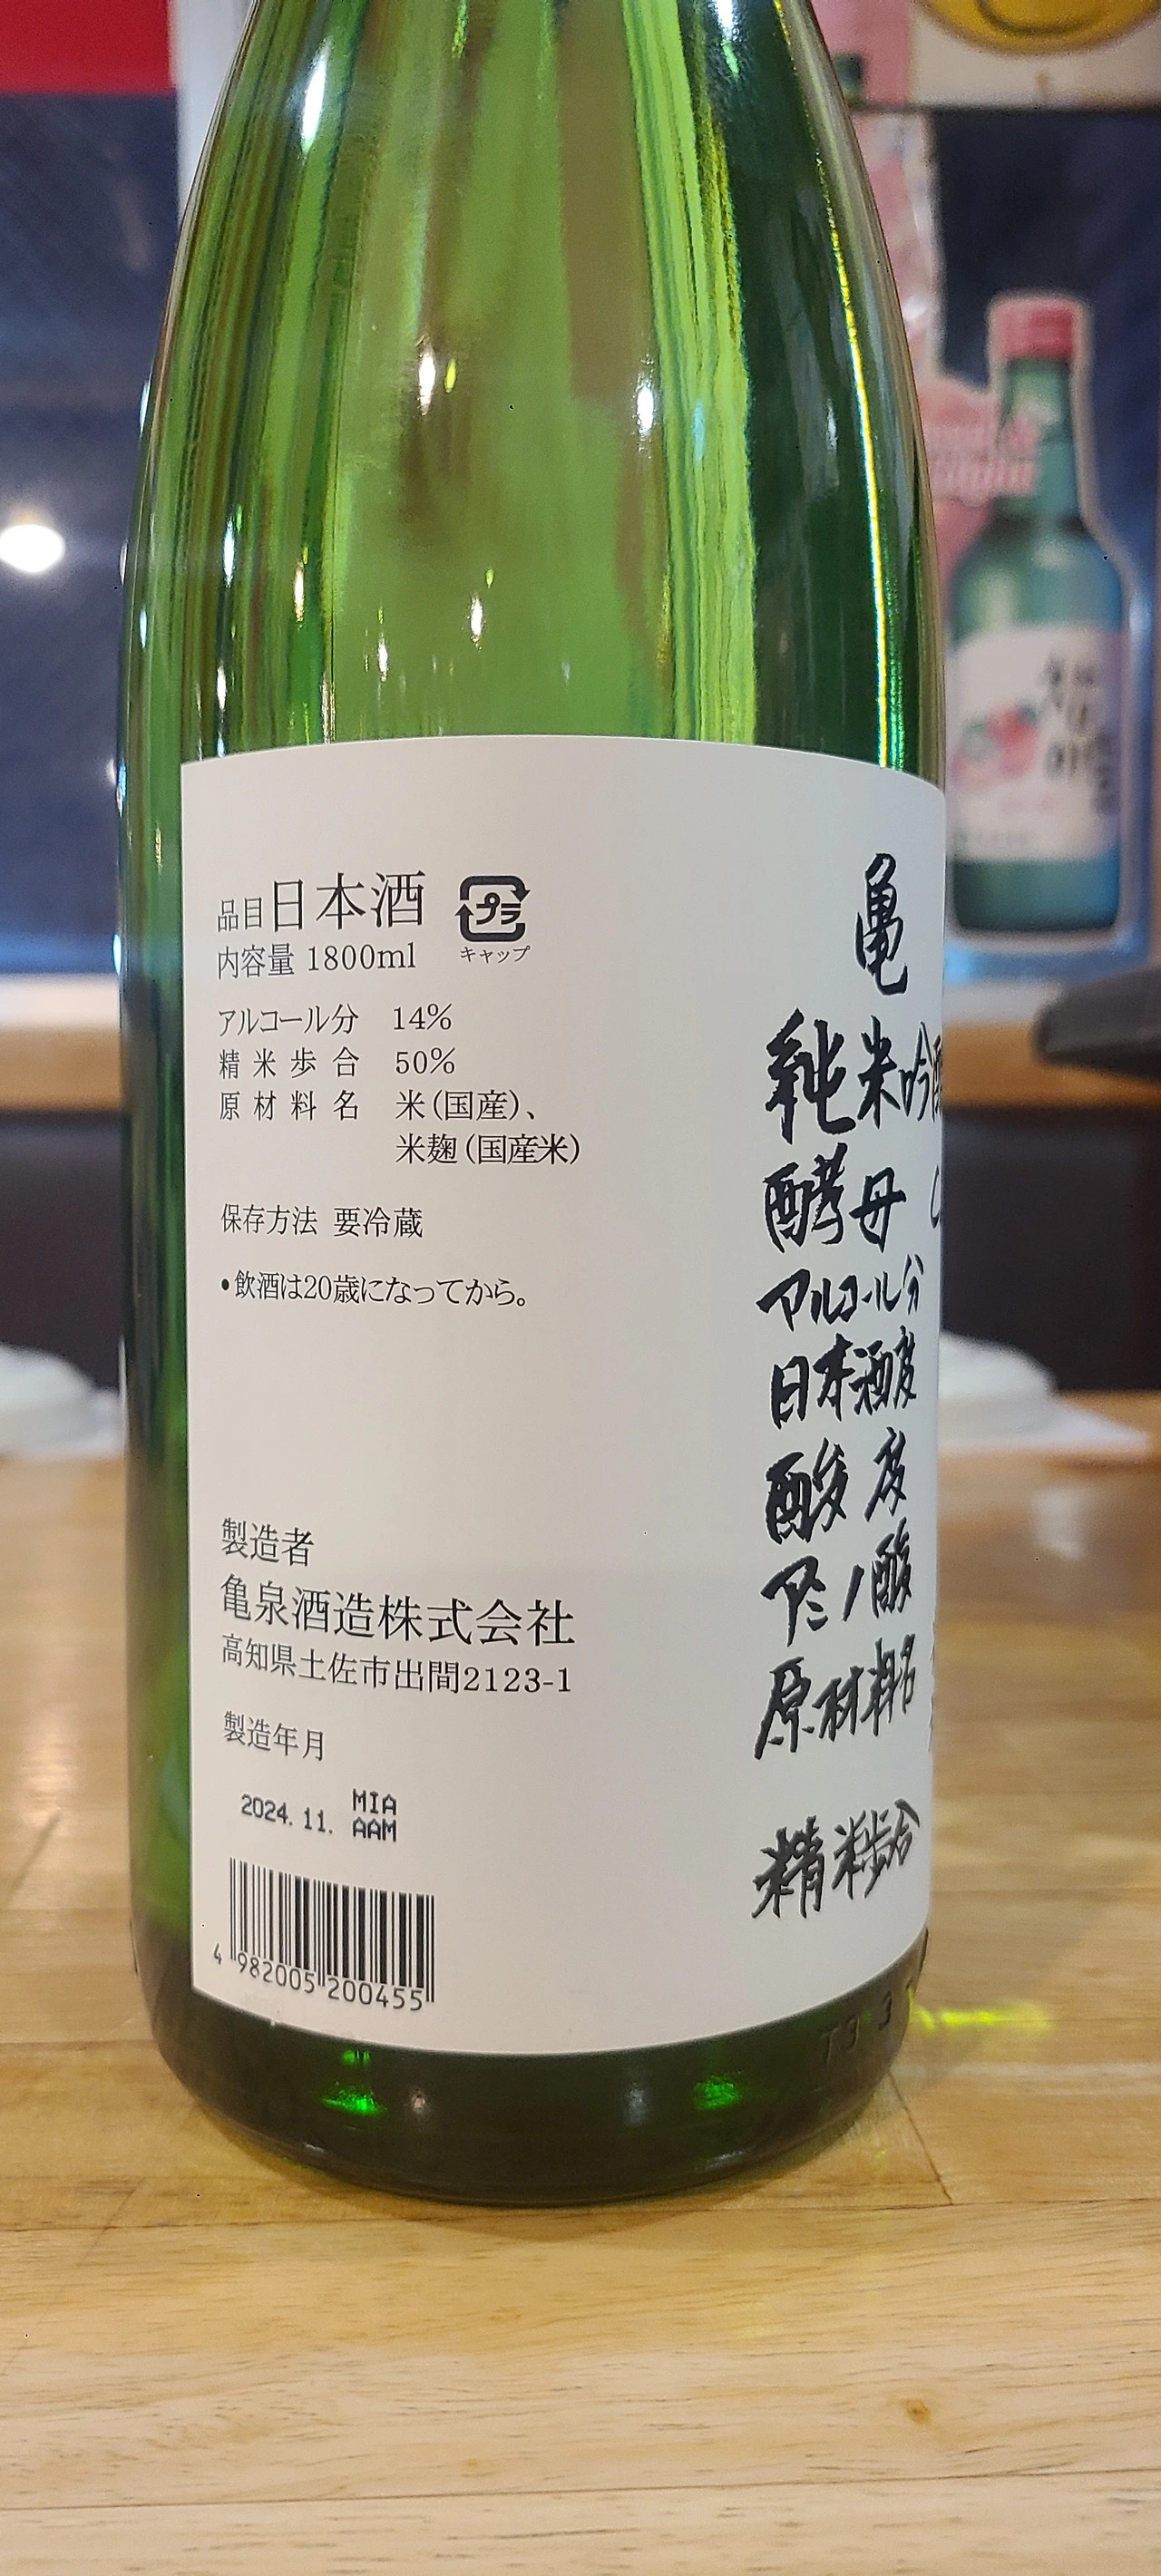 品目 日本酒
プラ
キャップ
内容量 1800ml
アルコール分 14%
精米歩合 50%
原材料名 米(国産)、
米麹(国産米)
保存方法 要冷蔵
•飲酒は20歳になってから。
製造者
亀泉酒造株式会社
高知県土佐市出間2123-1
製造年月
2024.11. MIA
AAM
4 982005 200455
亀
純米吟醸
酵母 C
アルコール分
日本酒度
酸度
アミノ酸
原材料名
精米歩合